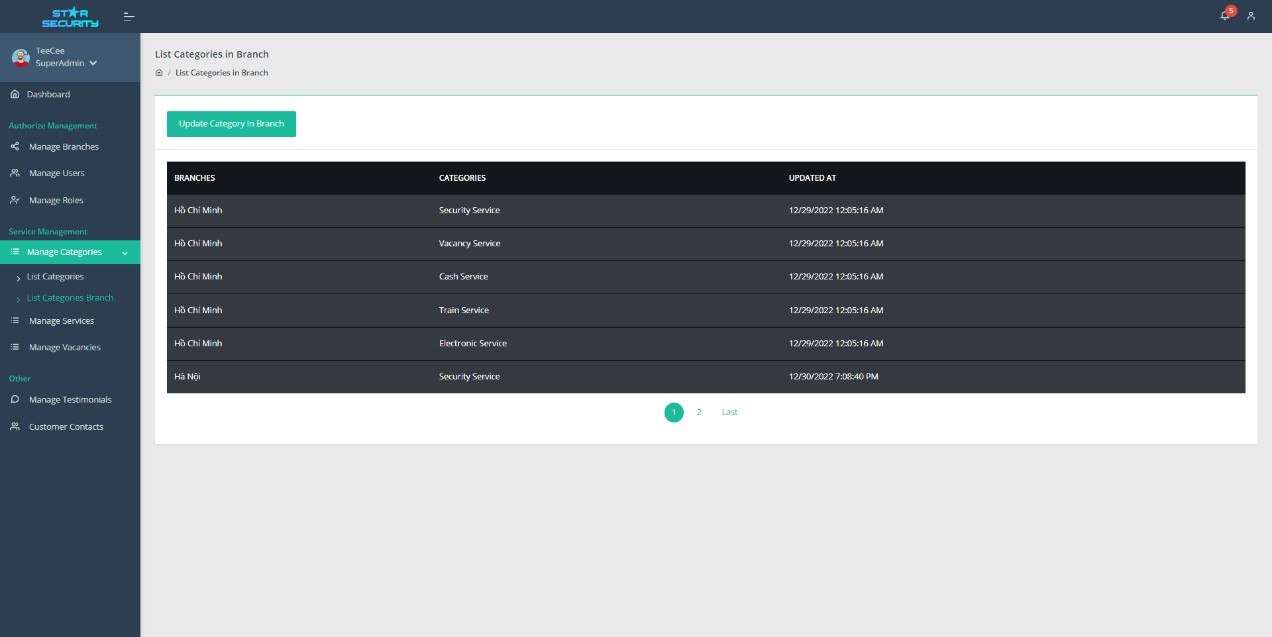 STAR
SECURITY
5
TeeCee
SuperAdmin
Dashboard
Authorize Management
Manage Branches
Manage Users
Manage Roles
Service Management
Manage Categories
List Categories
List Categories Branch
Manage Services
Manage Vacancies
Other
Manage Testimonials
Customer Contacts
List Categories in Branch
/ List Categories in Branch
Update Category In Branch
BRANCHES CATEGORIES UPDATED AT
Hồ Chí Minh Security Service 12/29/2022 12:05:16 AM
Hồ Chí Minh Vacancy Service 12/29/2022 12:05:16 AM
Hồ Chí Minh Cash Service 12/29/2022 12:05:16 AM
Hồ Chí Minh Train Service 12/29/2022 12:05:16 AM
Hồ Chí Minh Electronic Service 12/29/2022 12:05:16 AM
Hà Nội Security Service 12/30/2022 7:08:40 PM
1 2 Last